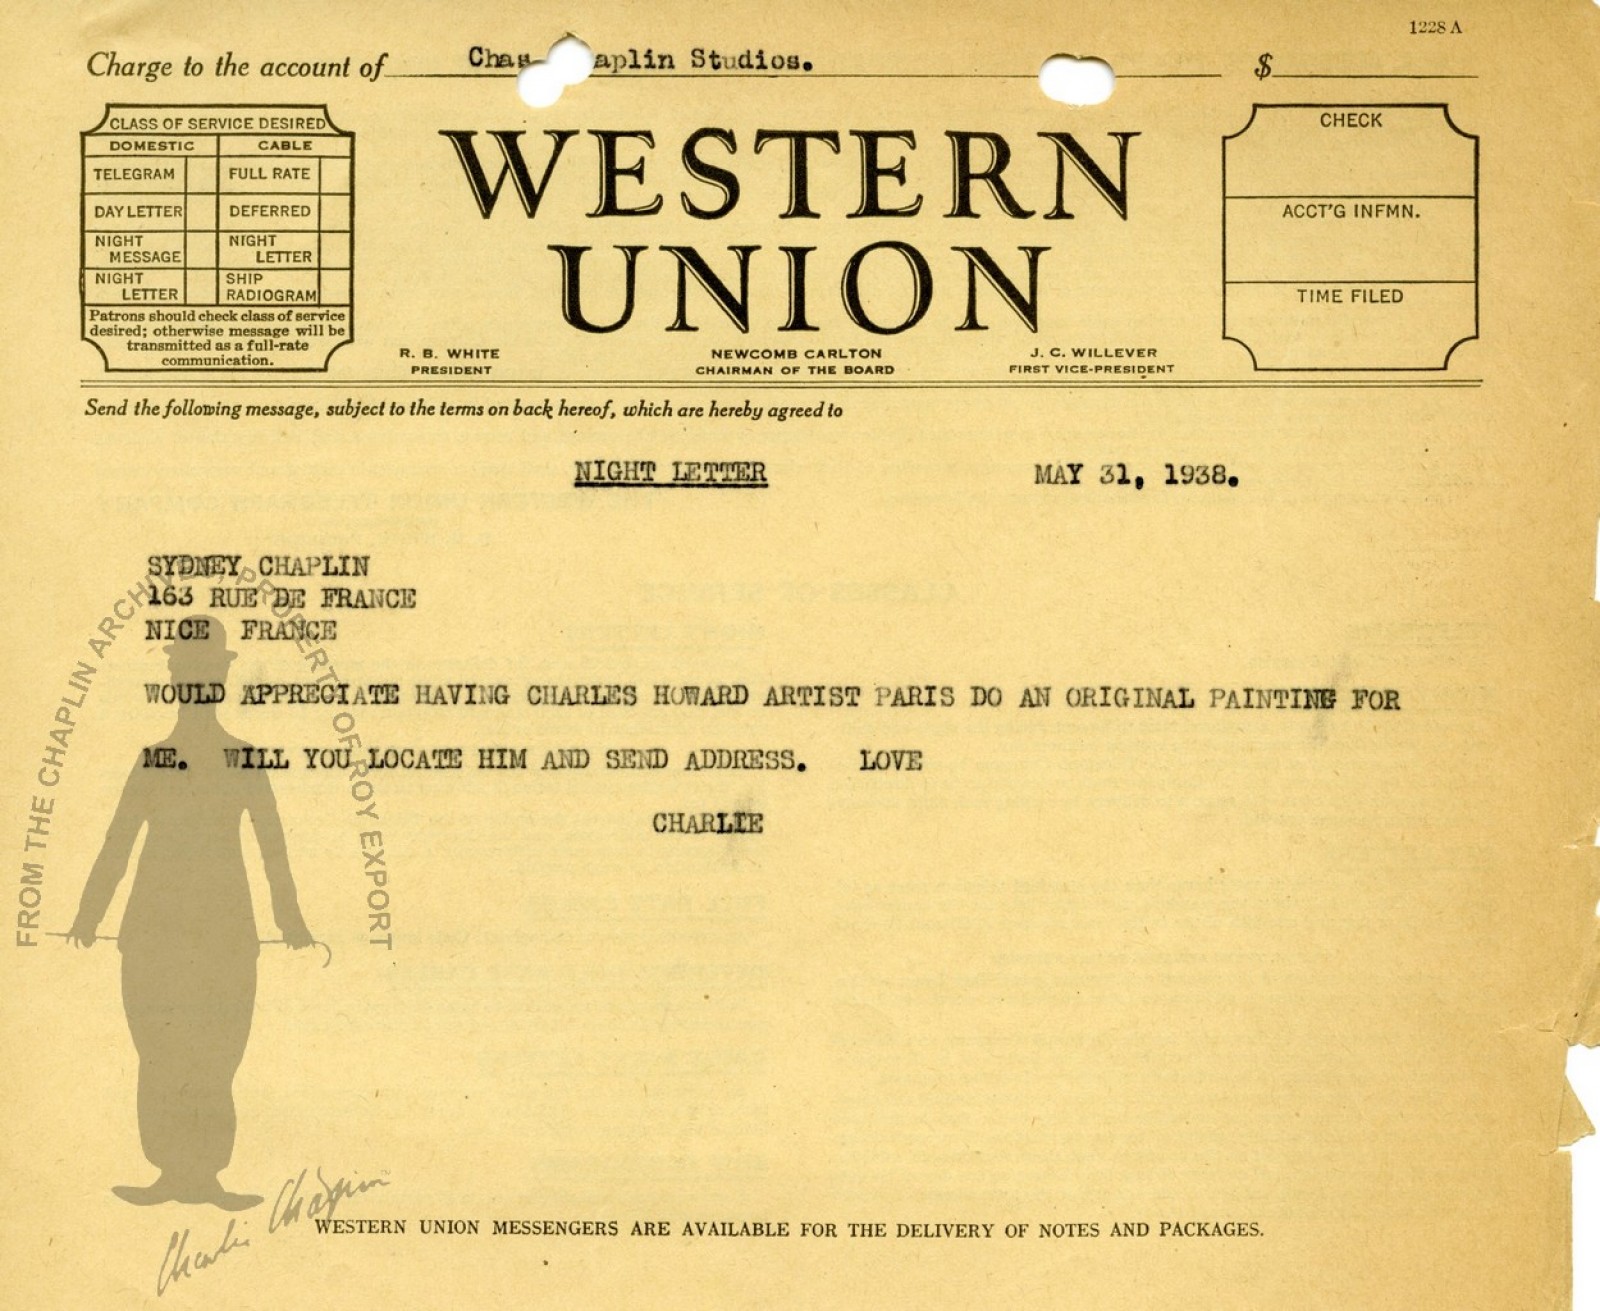 1228 A
Charge to the account of Chas. Chaplin Studios. $
CLASS OF SERVICE DESIRED
DOMESTIC CABLE
TELEGRAM FULL RATE
DAY LETTER DEFERRED
NIGHT MESSAGE NIGHT LETTER
NIGHT LETTER SHIP RADIOGRAM
Patrons should check class of service
desired; otherwise message will be
transmitted as a full-rate
communication.
WESTERN
UNION
R. B. WHITE
PRESIDENT
NEWCOMB CARLTON
CHAIRMAN OF THE BOARD
J. C. WILLEVER
FIRST VICE-PRESIDENT
CHECK
ACCT'G INFMN.
TIME FILED
Send the following message, subject to the terms on back hereof, which are hereby agreed to
NIGHT LETTER MAY 31, 1938.
SYDNEY CHAPLIN
163 RUE DE FRANCE
NICE FRANCE
WOULD APPRECIATE HAVING CHARLES HOWARD ARTIST PARIS DO AN ORIGINAL PAINTING FOR
ME. WILL YOU LOCATE HIM AND SEND ADDRESS. LOVE
CHARLIE
FROM THE CHAPLIN ARCHIVES, PROPERTY OF ROY EXPORT
Charlie Chaplin
WESTERN UNION MESSENGERS ARE AVAILABLE FOR THE DELIVERY OF NOTES AND PACKAGES.